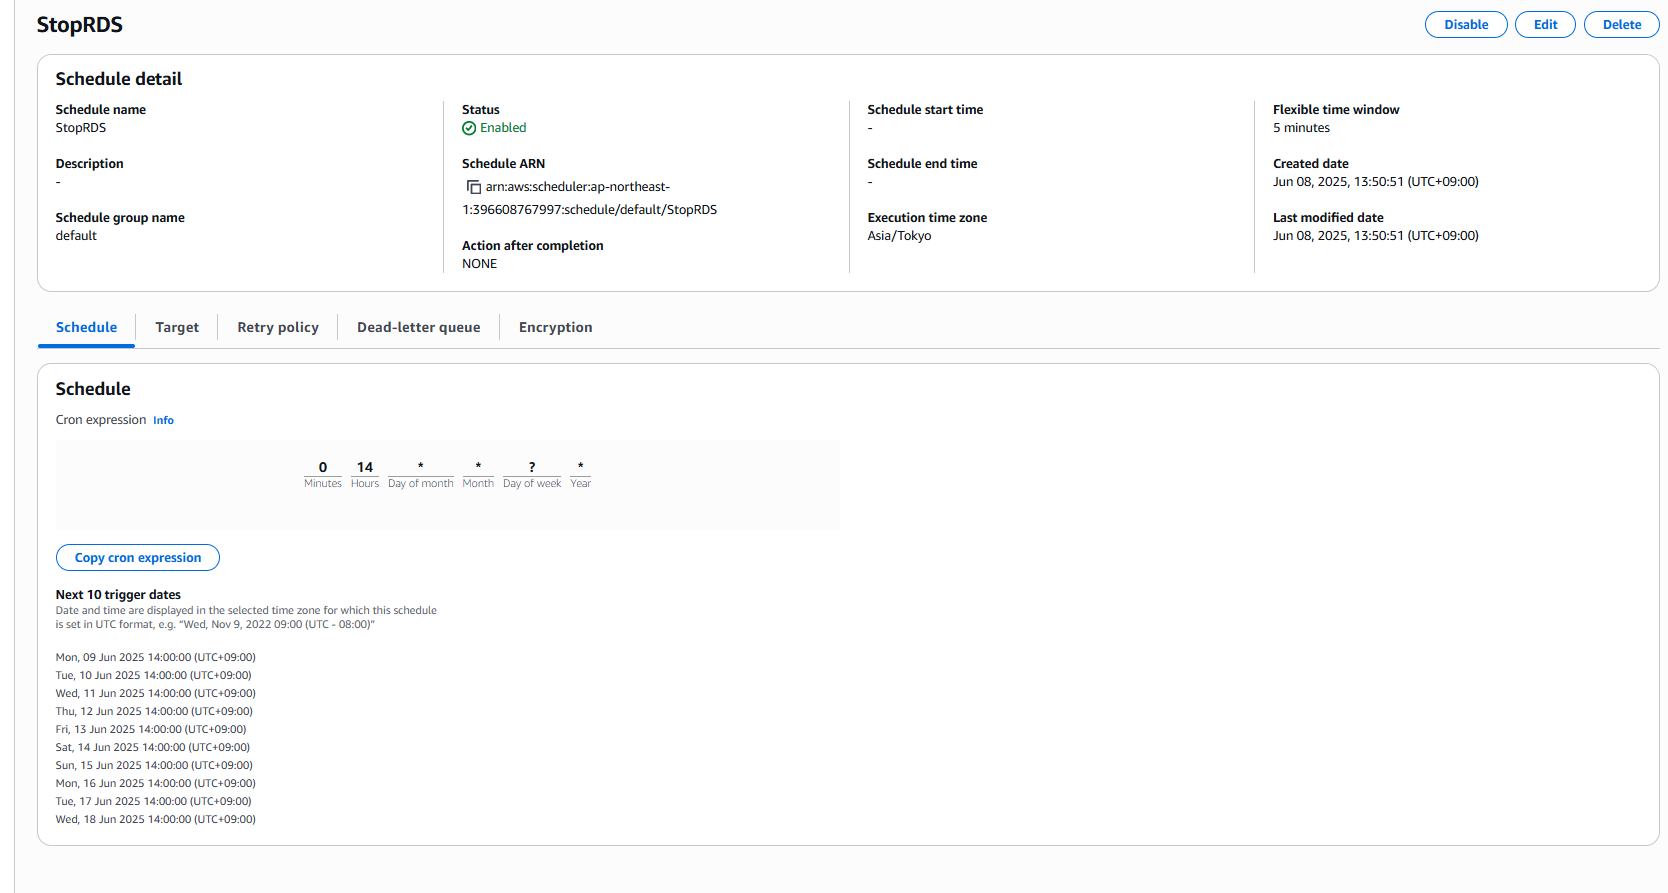 StopRDS
Disable
Edit
Delete
Schedule detail
Schedule name
StopRDS
Description
-
Schedule group name
default
Status
Enabled
Schedule ARN
arn:aws:scheduler:ap-northeast-
1:396608767997:schedule/default/StopRDS
Action after completion
NONE
Schedule start time
-
Schedule end time
-
Execution time zone
Asia/Tokyo
Flexible time window
5 minutes
Created date
Jun 08, 2025, 13:50:51 (UTC+09:00)
Last modified date
Jun 08, 2025, 13:50:51 (UTC+09:00)
Schedule
Target
Retry policy
Dead-letter queue
Encryption
Schedule
Cron expression Info
0 14 * * ? *
Minutes Hours Day of month Month Day of week Year
Copy cron expression
Next 10 trigger dates
Date and time are displayed in the selected time zone for which this schedule
is set in UTC format, e.g. “Wed, Nov 9, 2022 09:00 (UTC - 08:00)”
Mon, 09 Jun 2025 14:00:00 (UTC+09:00)
Tue, 10 Jun 2025 14:00:00 (UTC+09:00)
Wed, 11 Jun 2025 14:00:00 (UTC+09:00)
Thu, 12 Jun 2025 14:00:00 (UTC+09:00)
Fri, 13 Jun 2025 14:00:00 (UTC+09:00)
Sat, 14 Jun 2025 14:00:00 (UTC+09:00)
Sun, 15 Jun 2025 14:00:00 (UTC+09:00)
Mon, 16 Jun 2025 14:00:00 (UTC+09:00)
Tue, 17 Jun 2025 14:00:00 (UTC+09:00)
Wed, 18 Jun 2025 14:00:00 (UTC+09:00)